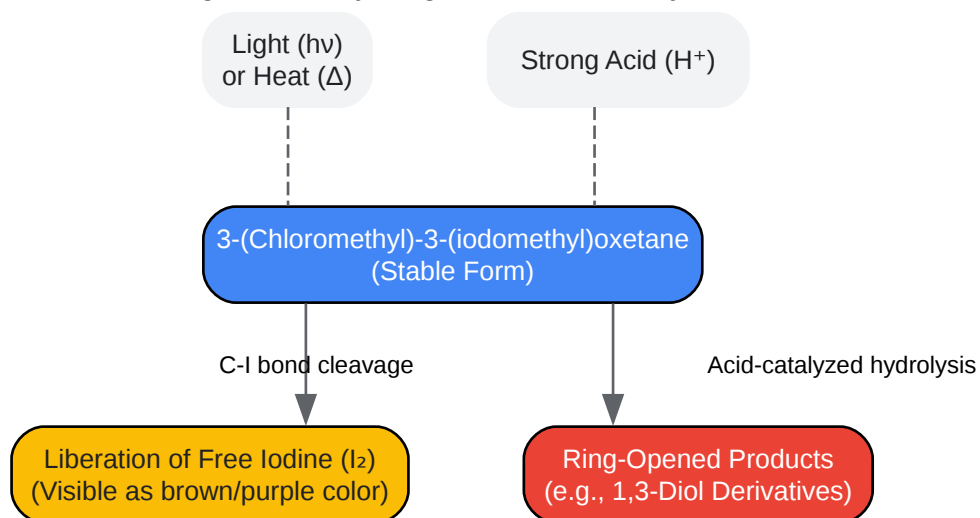 Light (hν)
or Heat (Δ)
Strong Acid (H⁺)
3-(Chloromethyl)-3-(iodomethyl)oxetane
(Stable Form)
C-I bond cleavage
Acid-catalyzed hydrolysis
Liberation of Free Iodine (I₂)
(Visible as brown/purple color)
Ring-Opened Products
(e.g., 1,3-Diol Derivatives)